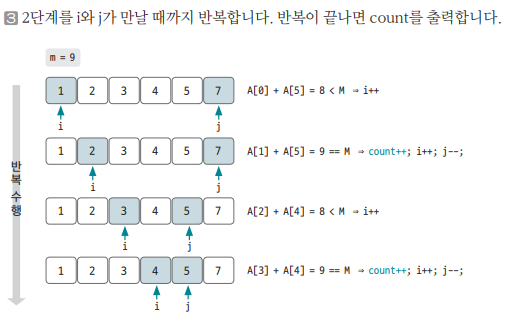 3 2단계를 i와 j가 만날 때까지 반복합니다. 반복이 끝나면 count를 출력합니다.
m = 9
1 2 3 4 5 7 A[0] + A[5] = 8 < M ⇒ i++
i j
1 2 3 4 5 7 A[1] + A[5] = 9 == M ⇒ count++; i++; j--;
i j
1 2 3 4 5 7 A[2] + A[4] = 8 < M ⇒ i++
i j
1 2 3 4 5 7 A[3] + A[4] = 9 == M ⇒ count++; i++; j--;
i j
반복 수행